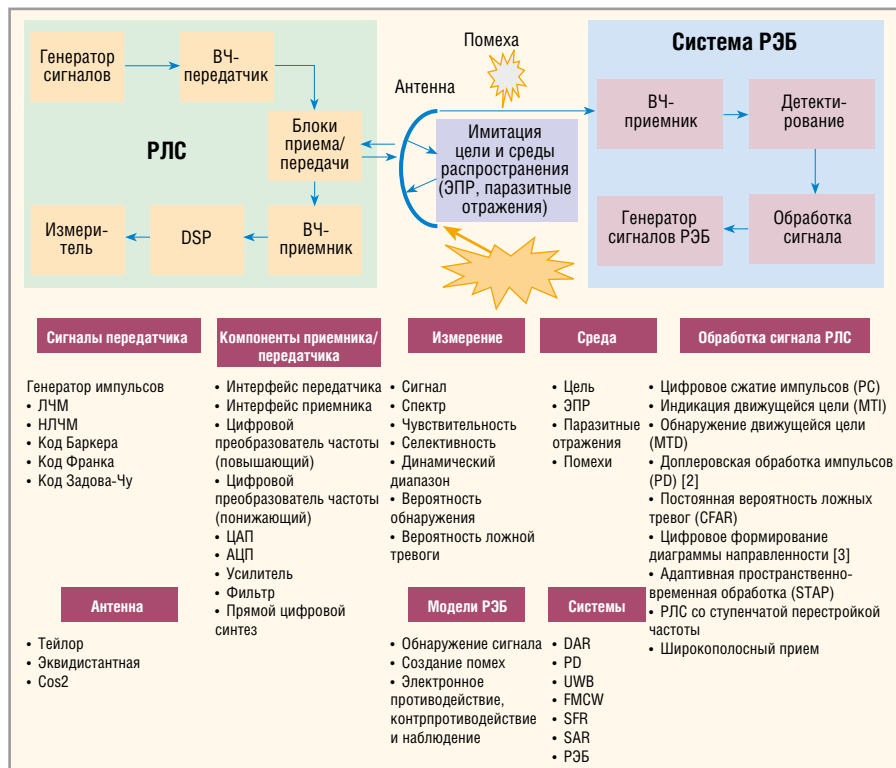 Генератор
сигналов
ВЧ-
передатчик
РЛС
Блоки
приема/
передачи
Измери-
тель
DSP
ВЧ-
приемник
Помеха
Антенна
Имитация
цели и среды
распространения
(ЭПР, паразитные
отражения)
Система РЭБ
ВЧ-
приемник
Детекти-
рование
Генератор
сигналов РЭБ
Обработка
сигнала
Сигналы передатчика
Генератор импульсов
• ЛЧМ
• НЛЧМ
• Код Баркера
• Код Франка
• Код Задова-Чу
Антенна
• Тейлор
• Эквидистантная
• Cos2
Компоненты приемника/
передатчика
• Интерфейс передатчика
• Интерфейс приемника
• Цифровой
преобразователь частоты
(повышающий)
• Цифровой
преобразователь частоты
(понижающий)
• ЦАП
• АЦП
• Усилитель
• Фильтр
• Прямой цифровой
синтез
Измерение
• Сигнал
• Спектр
• Чувствительность
• Селективность
• Динамический
диапазон
• Вероятность
обнаружения
• Вероятность ложной
тревоги
Модели РЭБ
• Обнаружение сигнала
• Создание помех
• Электронное
противодействие,
контрпротиводействие
и наблюдение
Среда
• Цель
• ЭПР
• Паразитные
отражения
• Помехи
Системы
• DAR
• PD
• UWB
• FMCW
• SFR
• SAR
• РЭБ
Обработка сигнала РЛС
• Цифровое сжатие импульсов (PC)
• Индикация движущейся цели (MTI)
• Обнаружение движущейся цели
(MTD)
• Доплеровская обработка импульсов
(PD) [2]
• Постоянная вероятность ложных
тревог (CFAR)
• Цифровое формирование
диаграммы направленности [3]
• Адаптивная пространственно-
временная обработка (STAP)
• РЛС со ступенчатой перестройкой
частоты
• Широкополосный прием